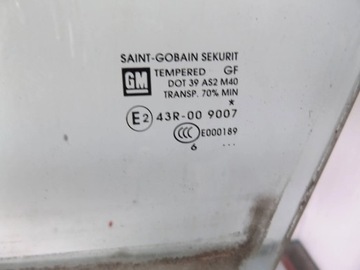 SAINT-GOBAIN SEKURIT
GM TEMPERED GF
DOT 39 AS2 M40
TRANSP. 70% MIN
*
E2 43R-00 9007
CCC E000189
6 ...